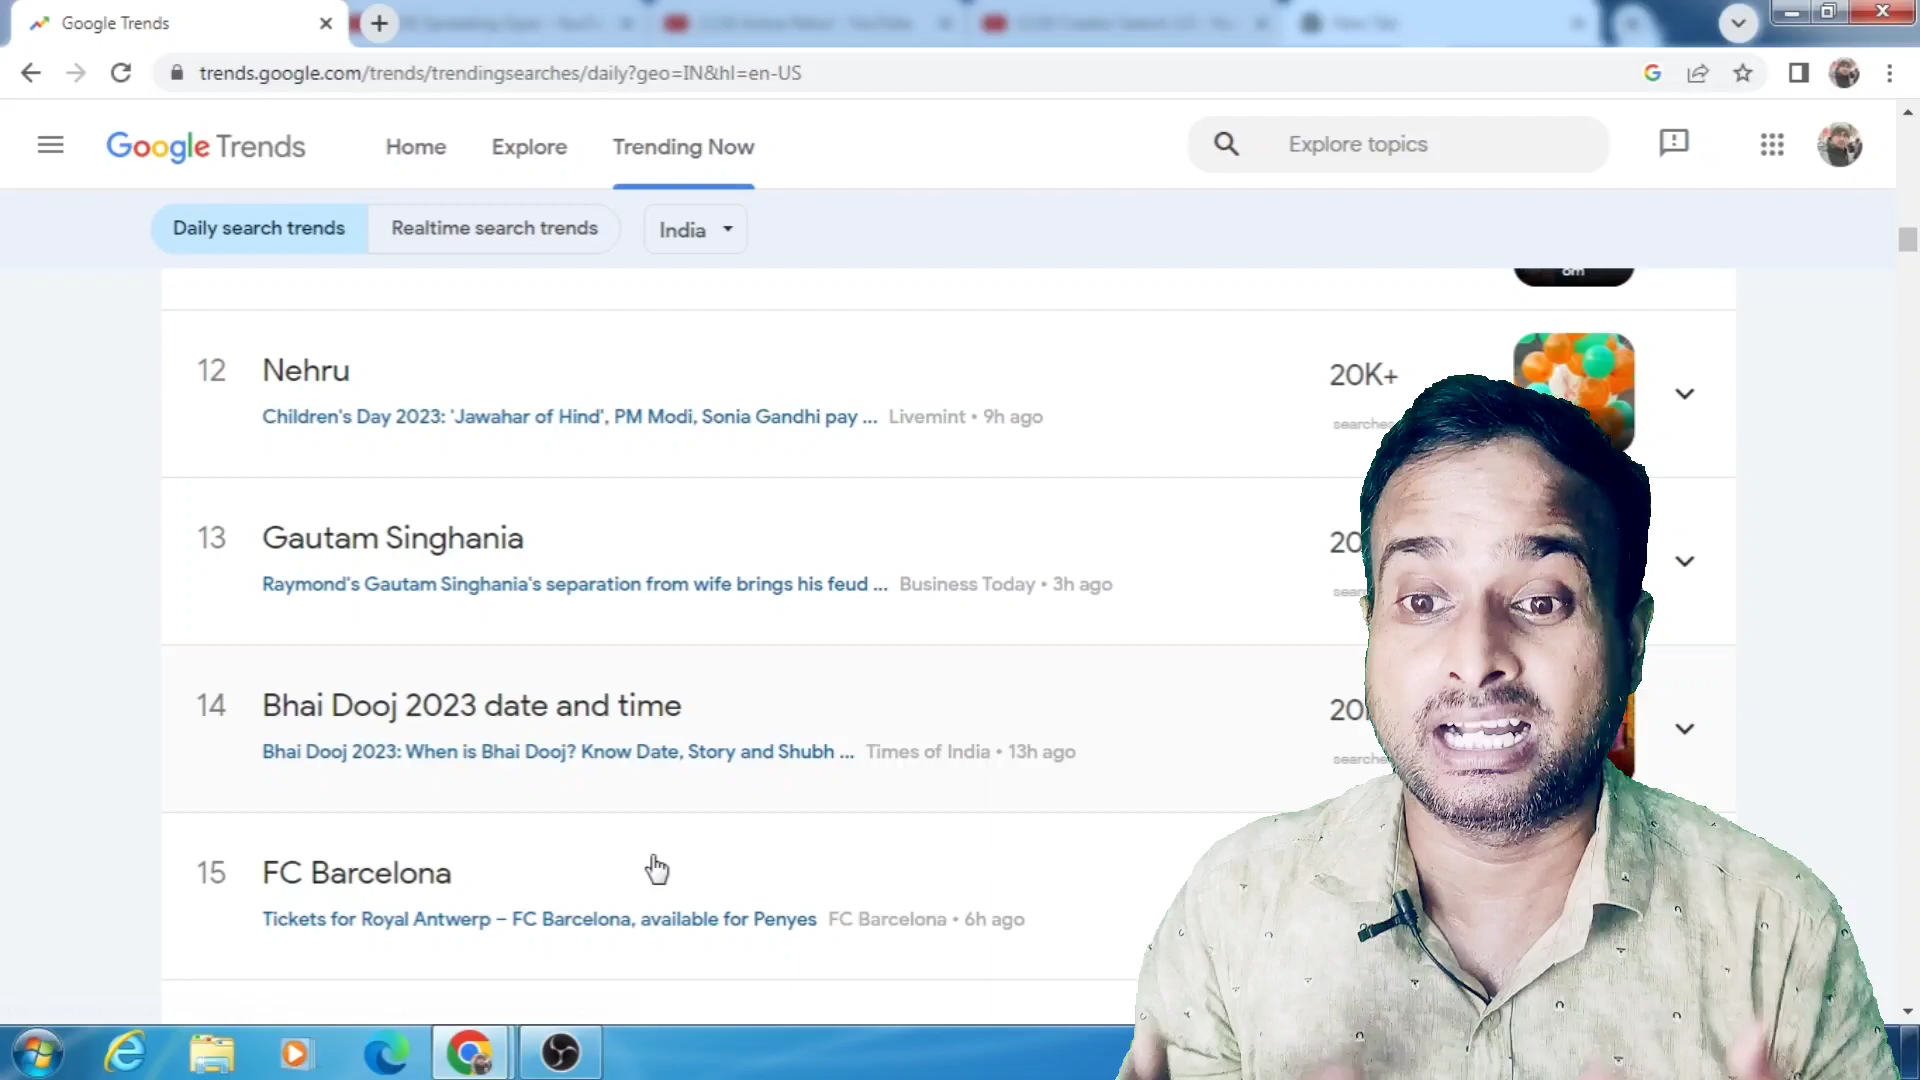 Google Trends
trends.google.com/trends/trendingsearches/daily?geo=IN&hl=en-US
Google Trends
Home
Explore
Trending Now
Explore topics
Daily search trends
Realtime search trends
India
om
12
Nehru
20K+
Children's Day 2023: 'Jawahar of Hind', PM Modi, Sonia Gandhi pay ... Livemint • 9h ago
searches
13
Gautam Singhania
20
Raymond's Gautam Singhania's separation from wife brings his feud ... Business Today • 3h ago
14
Bhai Dooj 2023 date and time
20
Bhai Dooj 2023: When is Bhai Dooj? Know Date, Story and Shubh ... Times of India • 13h ago
searche
15
FC Barcelona
Tickets for Royal Antwerp – FC Barcelona, available for Penyes FC Barcelona • 6h ago